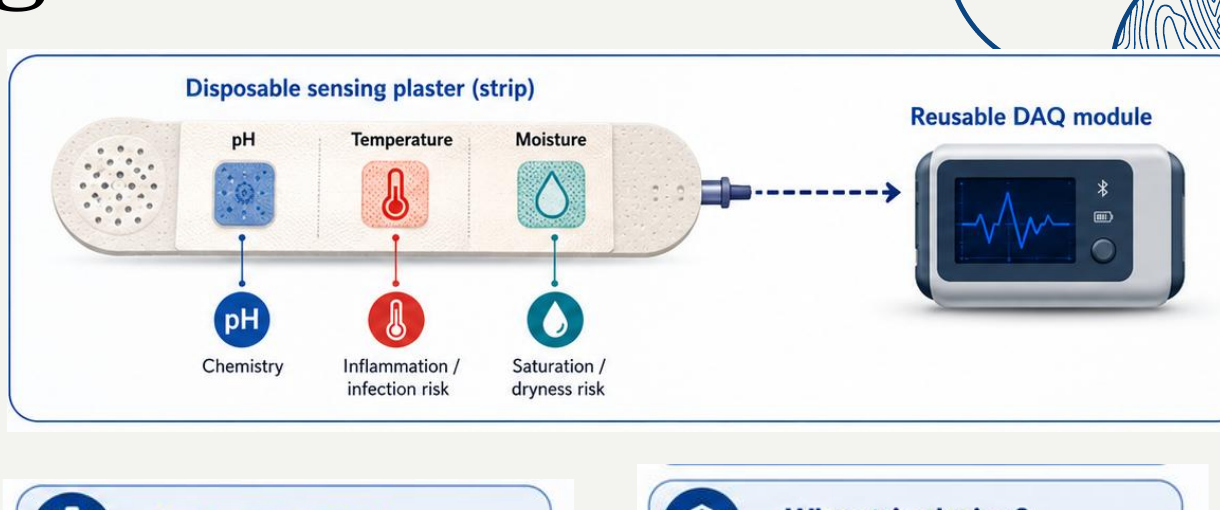 g
Disposable sensing plaster (strip)
Reusable DAQ module
pH
Temperature
Moisture
pH
Chemistry
Inflammation /
infection risk
Saturation /
dryness risk